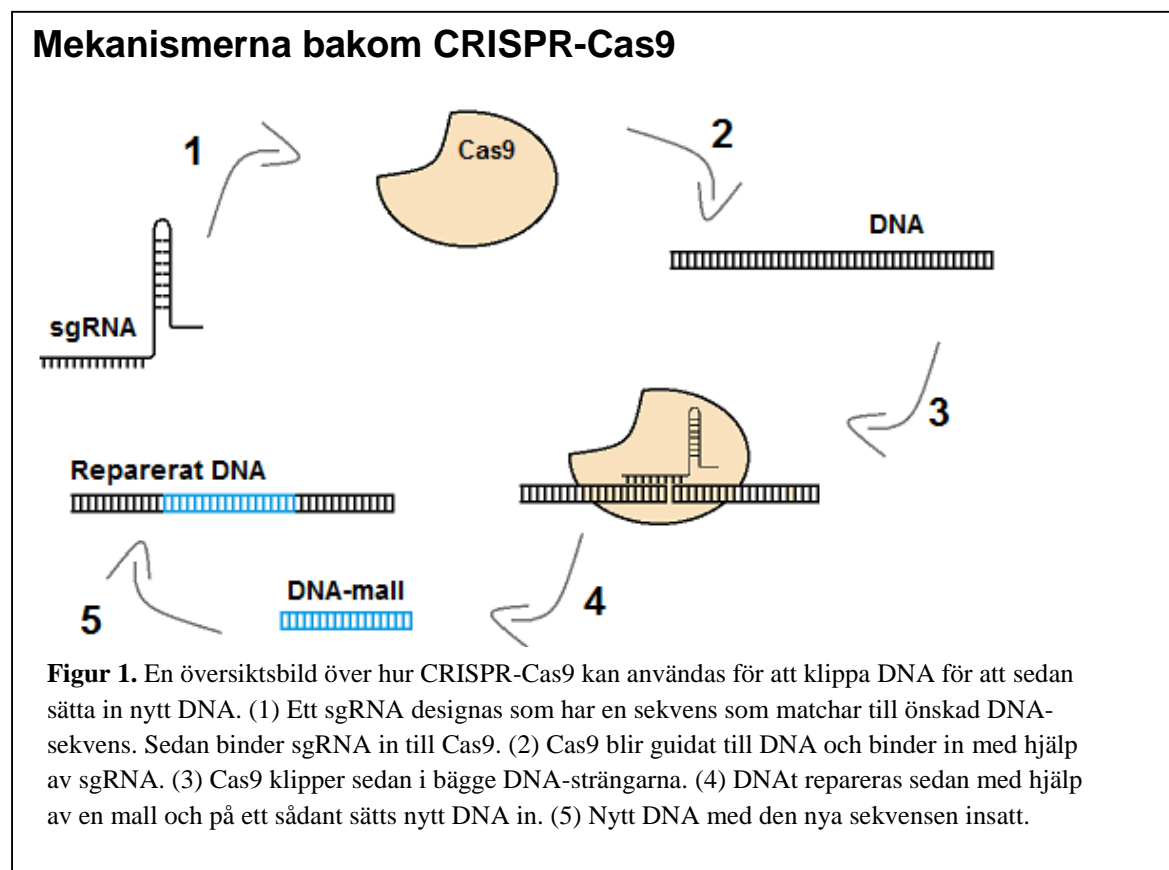 Mekanismerna bakom CRISPR-Cas9
1
Cas9
2
DNA
sgRNA
3
Reparerat DNA
DNA-mall
4
5
Figur 1. En översiktsbild över hur CRISPR-Cas9 kan användas för att klippa DNA för att sedan
sätta in nytt DNA. (1) Ett sgRNA designas som har en sekvens som matchar till önskad DNA-
sekvens. Sedan binder sgRNA in till Cas9. (2) Cas9 blir guidat till DNA och binder in med hjälp
av sgRNA. (3) Cas9 klipper sedan i bägge DNA-strängarna. (4) DNAt repareras sedan med hjälp
av en mall och på ett sådant sätts nytt DNA in. (5) Nytt DNA med den nya sekvensen insatt.